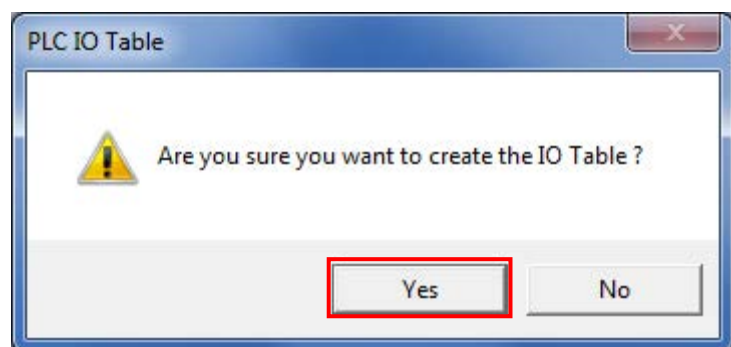 PLC IO Table
Are you sure you want to create the IO Table ?
Yes No